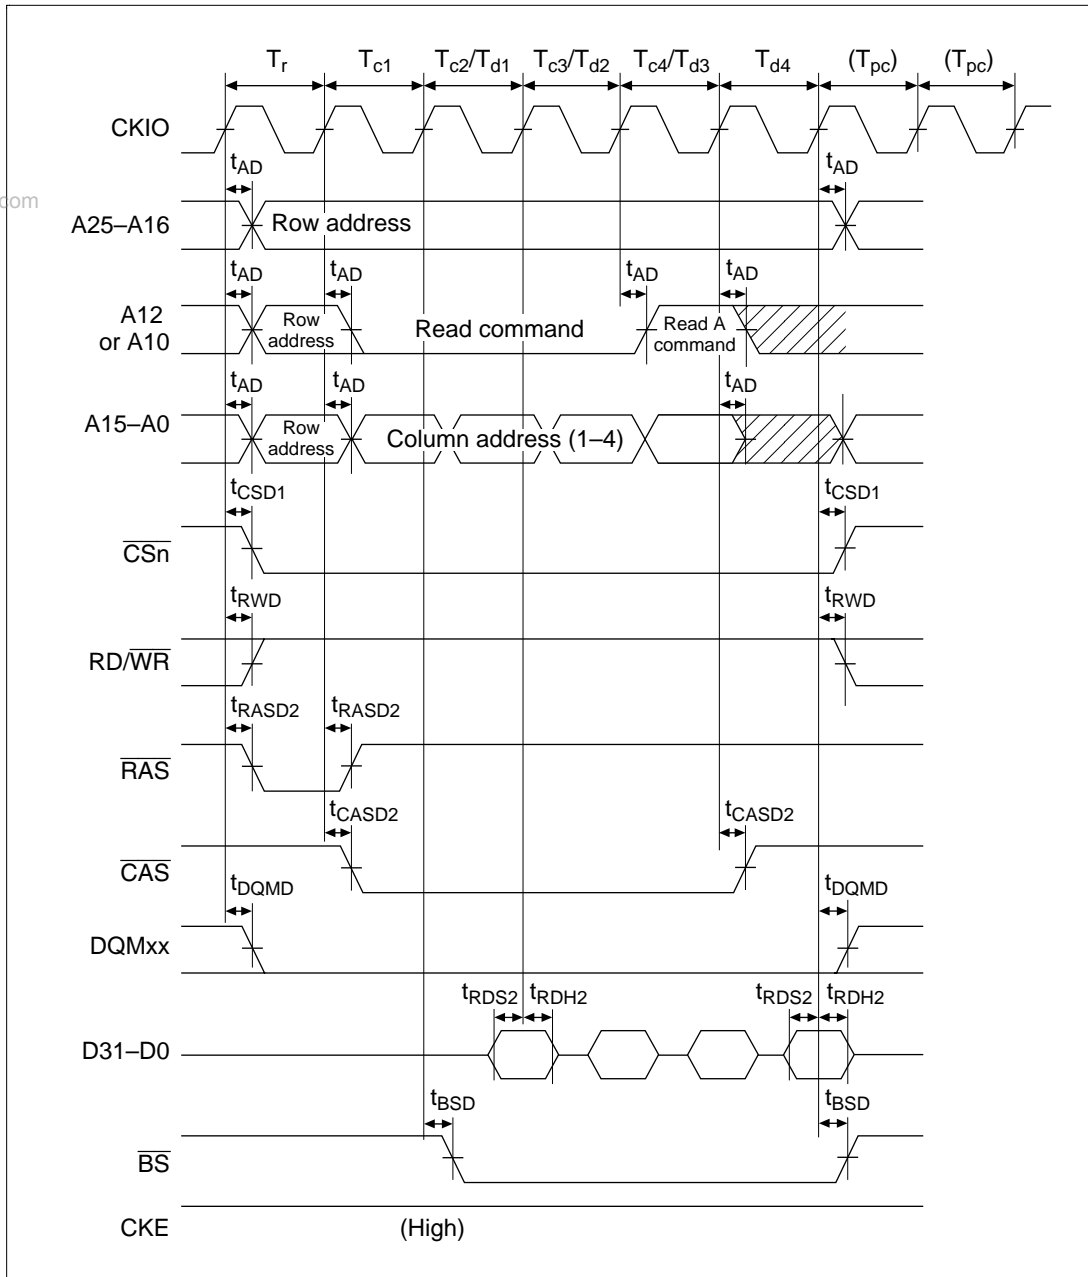 Tr Tc1 Tc2/Td1 Tc3/Td2 Tc4/Td3 Td4 (Tpc) (Tpc)
CKIO
tAD tAD
com
A25–A16 Row address
tAD tAD tAD tAD
A12
or A10
Row
address
Read command
Read A
command
tAD tAD tAD
A15–A0
Row
address
Column address (1–4)
tCSD1 tCSD1
CSn
tRWD tRWD
RD/WR
tRASD2 tRASD2
RAS
tCASD2 tCASD2
CAS
tDQMD tDQMD
DQMxx
tRDS2 tRDH2 tRDS2 tRDH2
D31–D0
tBSD tBSD
BS
CKE (High)